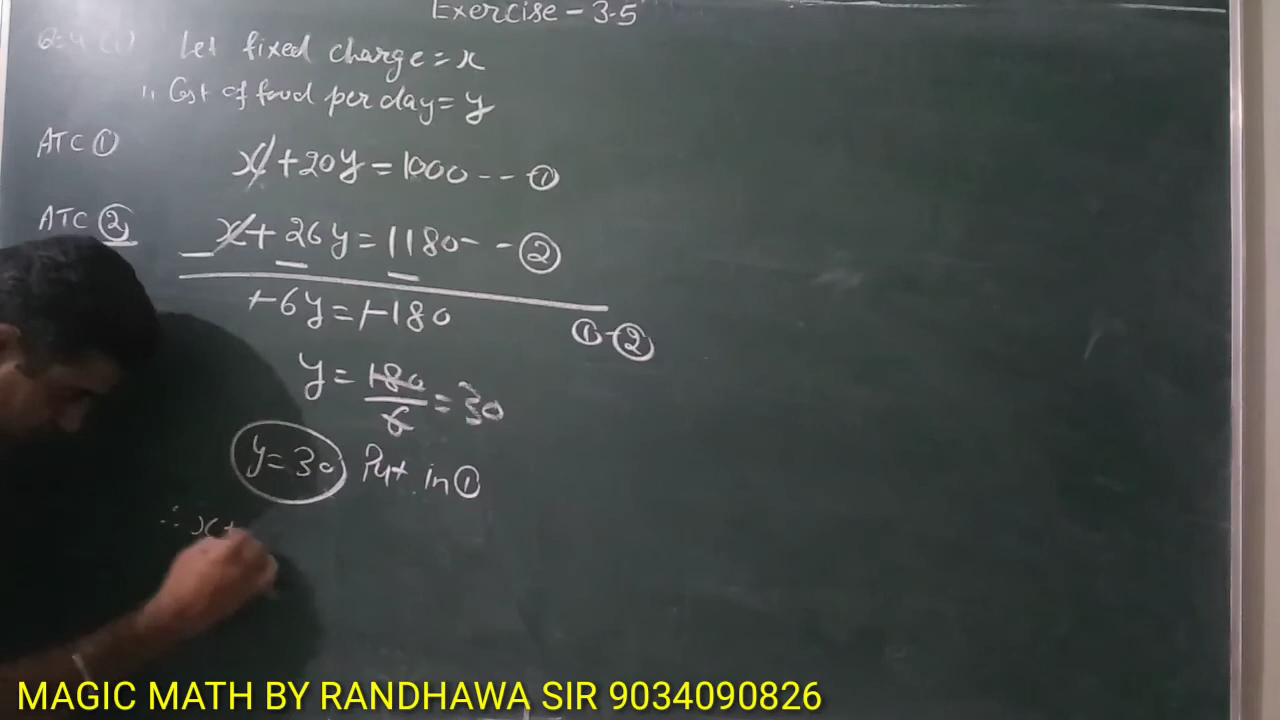 Exercise - 3.5
Q=4 (i) Let fixed charge = x
" Cost of food per day = y
ATC ①
x + 20y = 1000 -- ①
ATC ②
x + 26y = 1180 - - ②
-6y = -180
① - ②
y = 180/6 = 30
y = 30 Put in ①
∴ x +
MAGIC MATH BY RANDHAWA SIR 9034090826